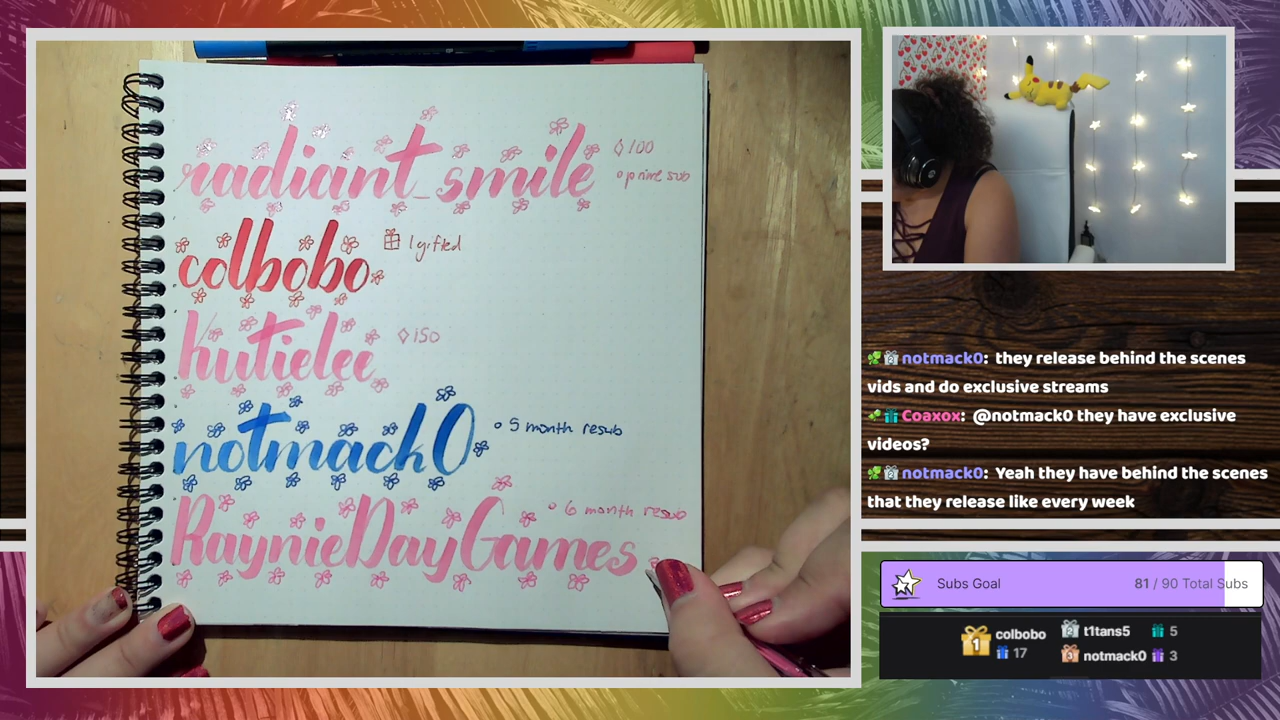 radiant_smile
100
prime sub
colbobo
1 gifted
kutielee
150
notmack0
5 month resub
RaynieDayGames
6 month resub
notmack0: they release behind the scenes
vids and do exclusive streams
Coaxox: @notmack0 they have exclusive
videos?
notmack0: Yeah they have behind the scenes
that they release like every week
Subs Goal 81 / 90 Total Subs
1 colbobo 17
2 t1tans5 5
3 notmack0 3